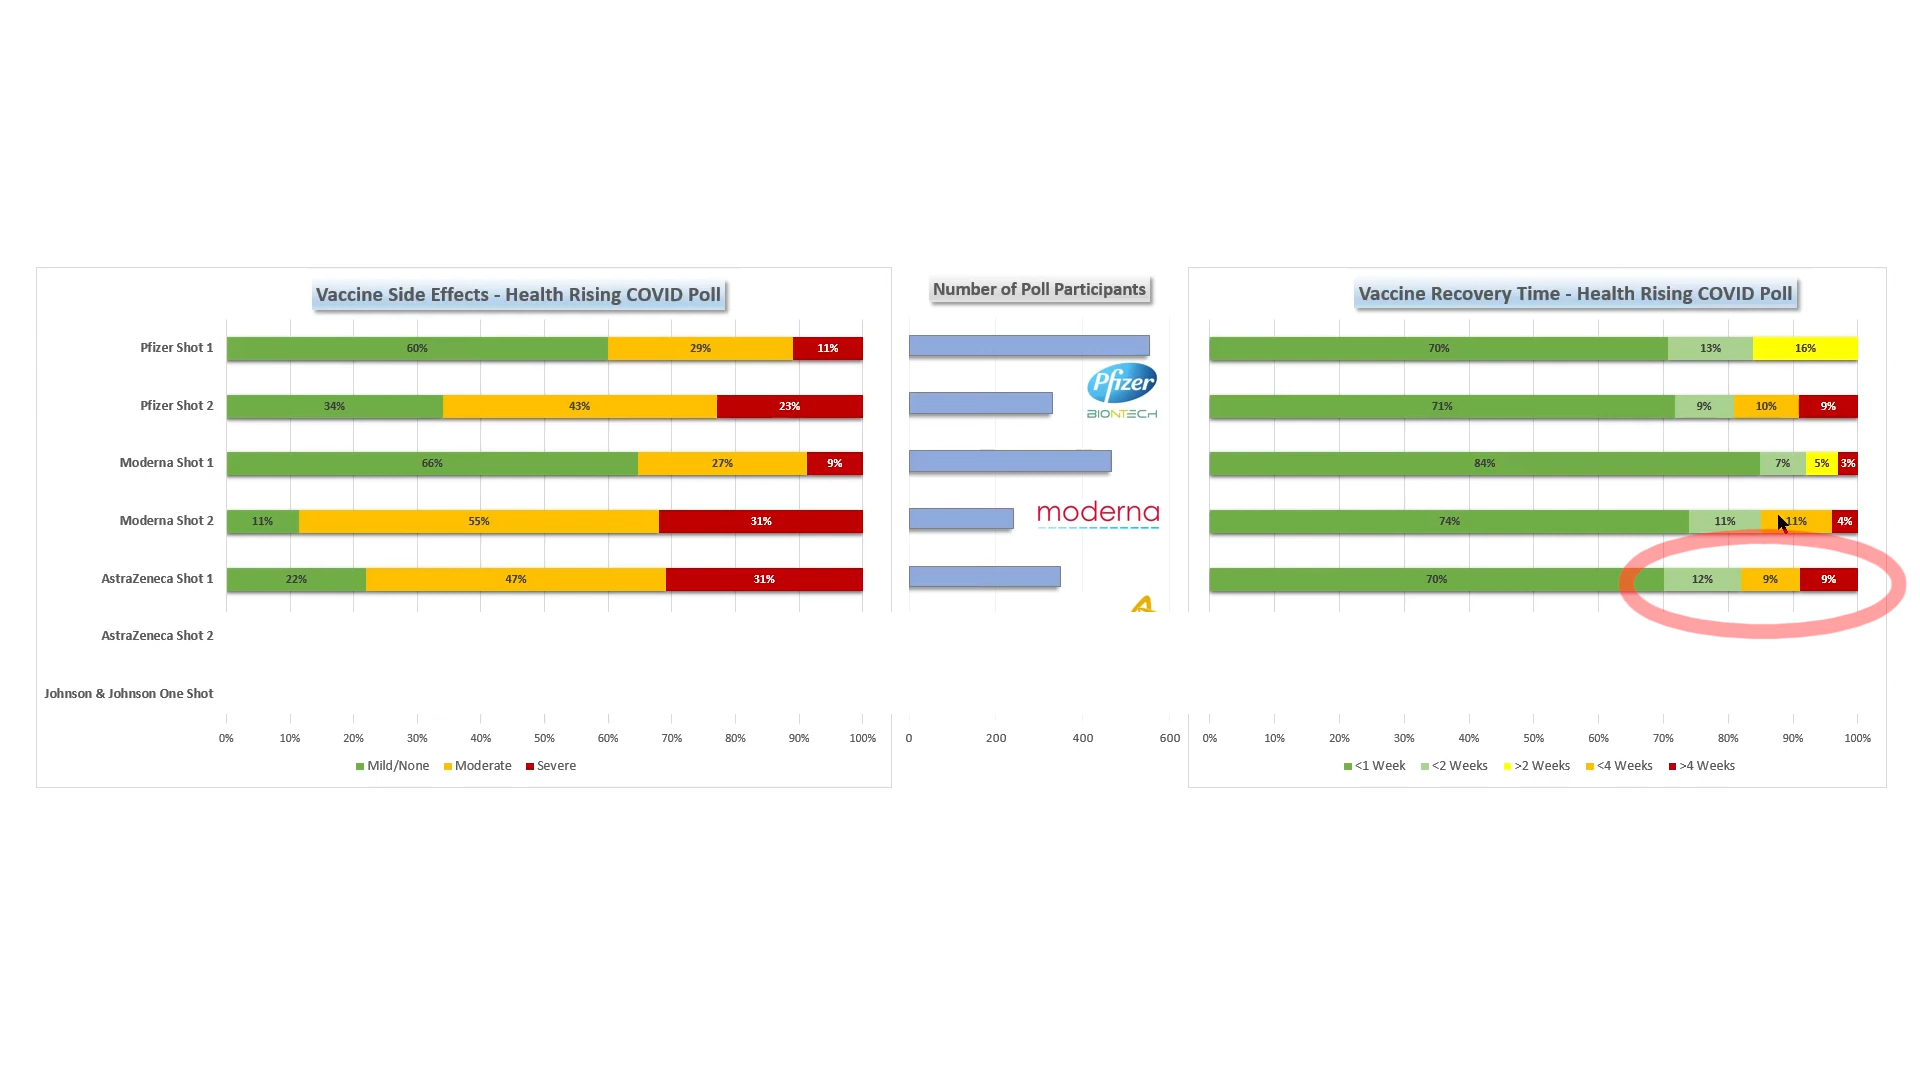 Vaccine Side Effects - Health Rising COVID Poll
Pfizer Shot 1
60% 29% 11%
Pfizer Shot 2
34% 43% 23%
Moderna Shot 1
66% 27% 9%
Moderna Shot 2
11% 55% 31%
AstraZeneca Shot 1
22% 47% 31%
AstraZeneca Shot 2
Johnson & Johnson One Shot
0% 10% 20% 30% 40% 50% 60% 70% 80% 90% 100%
Mild/None Moderate Severe
Number of Poll Participants
Pfizer
BIONTECH
moderna
0 200 400 600
Vaccine Recovery Time - Health Rising COVID Poll
70% 13% 16%
71% 9% 10% 9%
84% 7% 5% 3%
74% 11% 11% 4%
70% 12% 9% 9%
0% 10% 20% 30% 40% 50% 60% 70% 80% 90% 100%
<1 Week <2 Weeks >2 Weeks <4 Weeks >4 Weeks